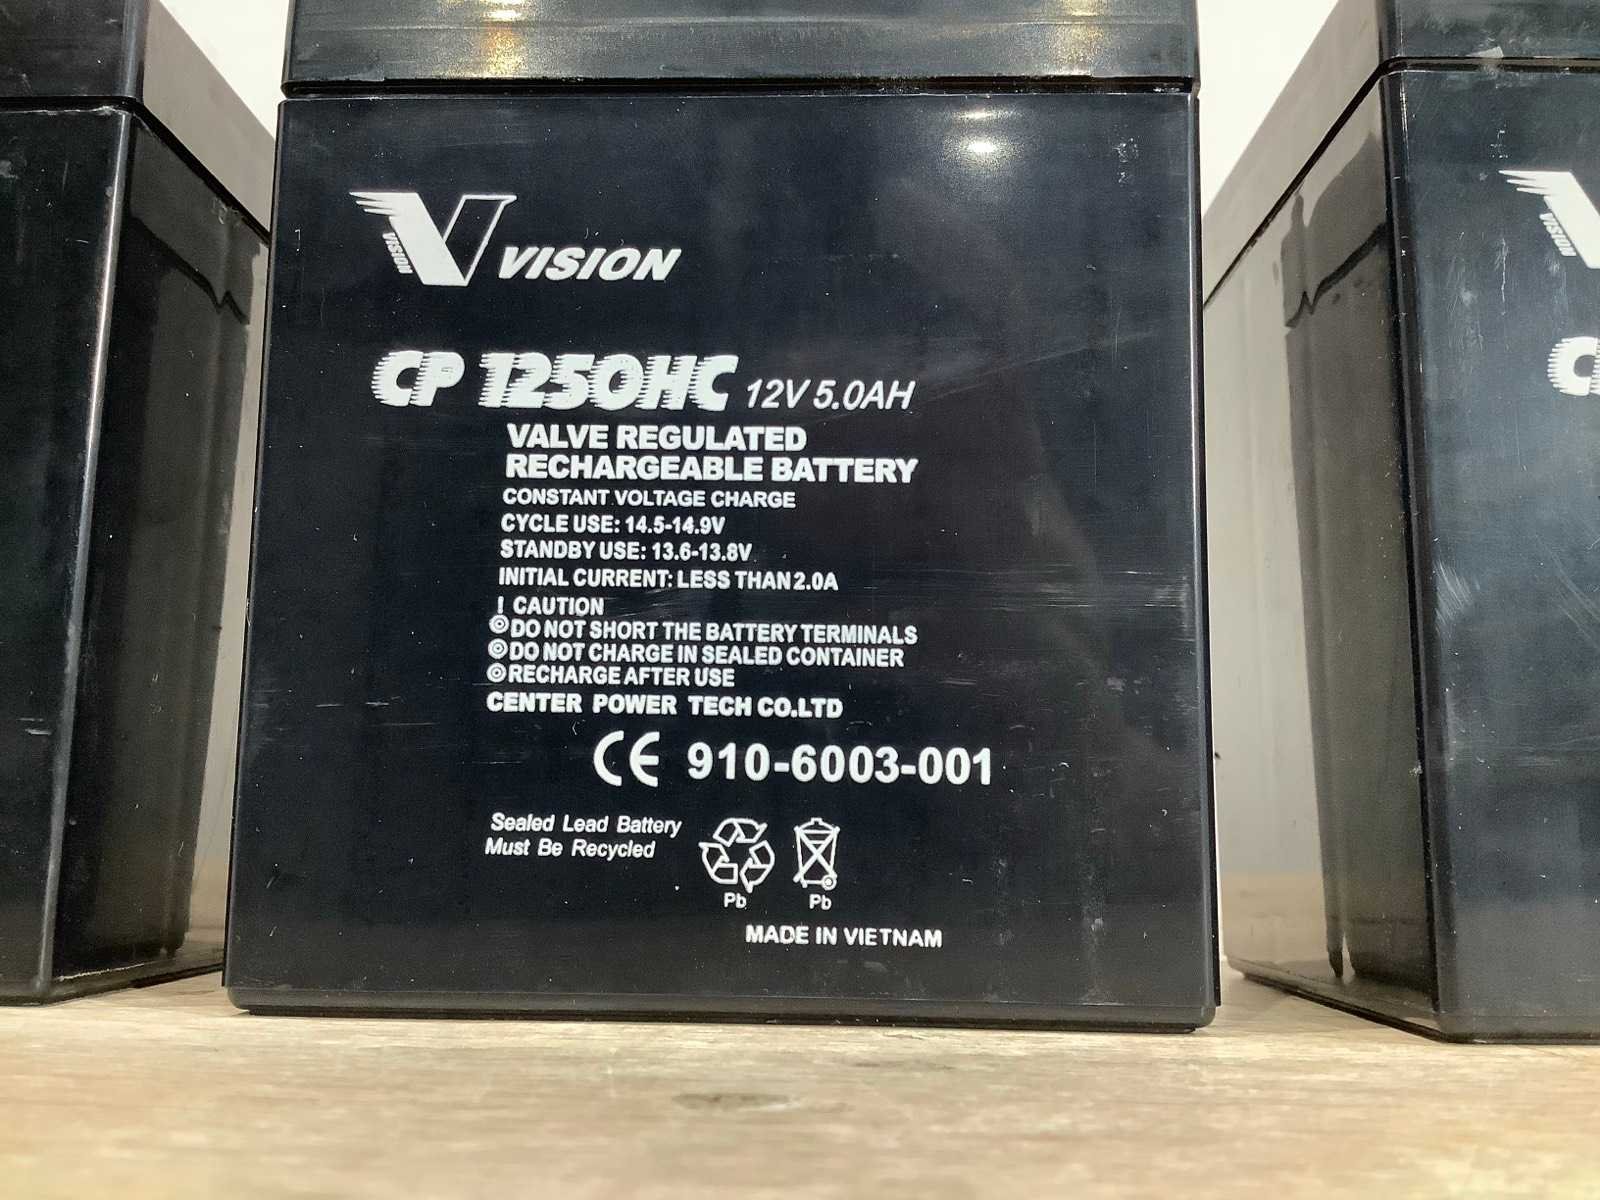 VISION
VISION
CP 1250HC 12V 5.0AH
VALVE REGULATED
RECHARGEABLE BATTERY
CONSTANT VOLTAGE CHARGE
CYCLE USE: 14.5-14.9V
STANDBY USE: 13.6-13.8V
INITIAL CURRENT: LESS THAN 2.0A
! CAUTION
◎ DO NOT SHORT THE BATTERY TERMINALS
◎ DO NOT CHARGE IN SEALED CONTAINER
◎ RECHARGE AFTER USE
CENTER POWER TECH CO.LTD
CE 910-6003-001
Sealed Lead Battery
Must Be Recycled
Pb Pb
MADE IN VIETNAM
VISION
C